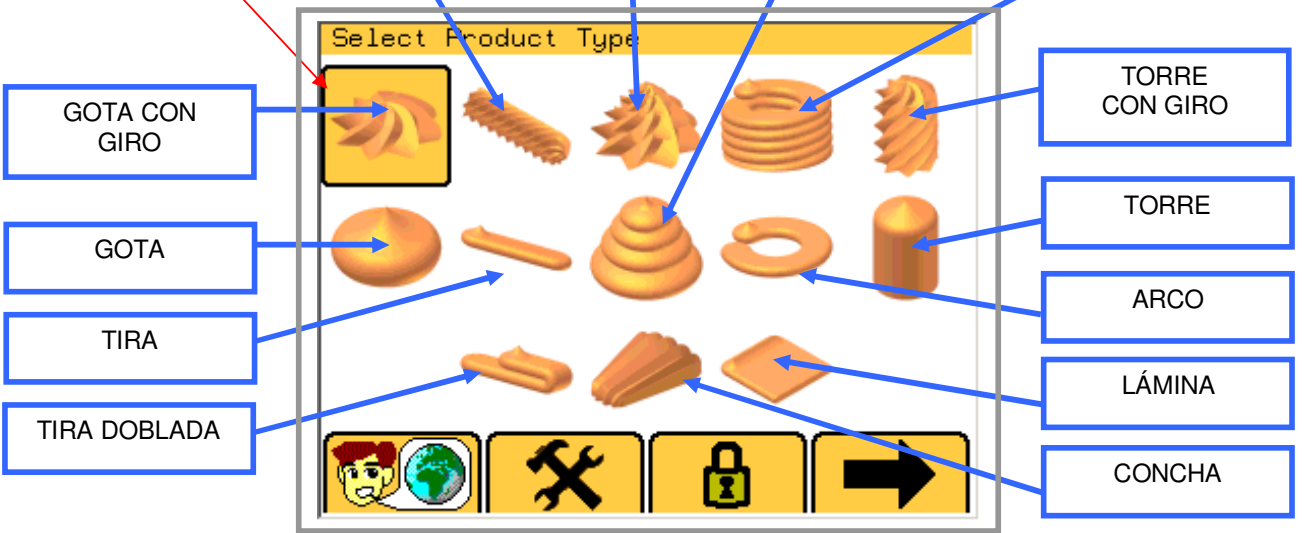 Select Product Type
GOTA CON
GIRO
TORRE
CON GIRO
GOTA
TORRE
TIRA
ARCO
TIRA DOBLADA
LÁMINA
CONCHA